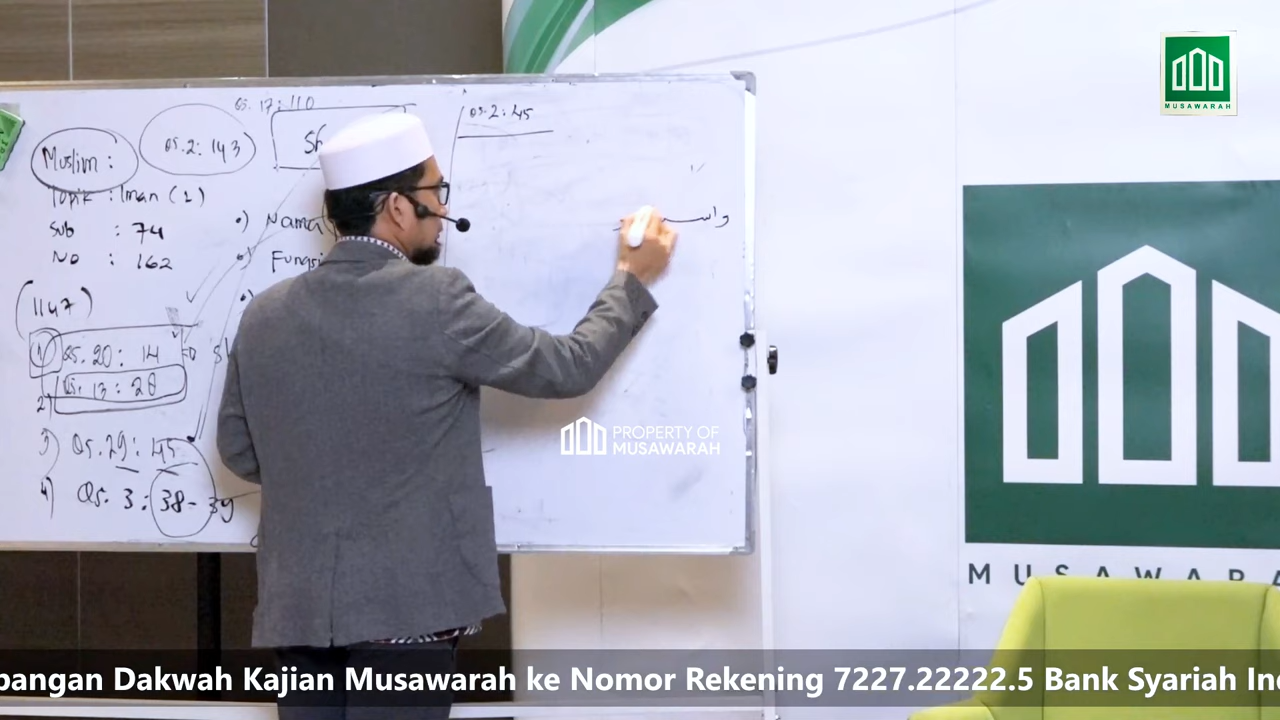 QS. 17:110
Muslim :
QS. 2: 143
Topik : Iman (1)
Sub : 74
No : 162
(1147)
1) QS. 20 : 14
2) QS. 13 : 28
3) QS. 29: 45
4) QS. 3: 38-39
•) Nama
•) Fungsi
QS. 2: 45
MUSAWARAH
PROPERTY OF
MUSAWARAH
pangan Dakwah Kajian Musawarah ke Nomor Rekening 7227.22222.5 Bank Syariah Ind